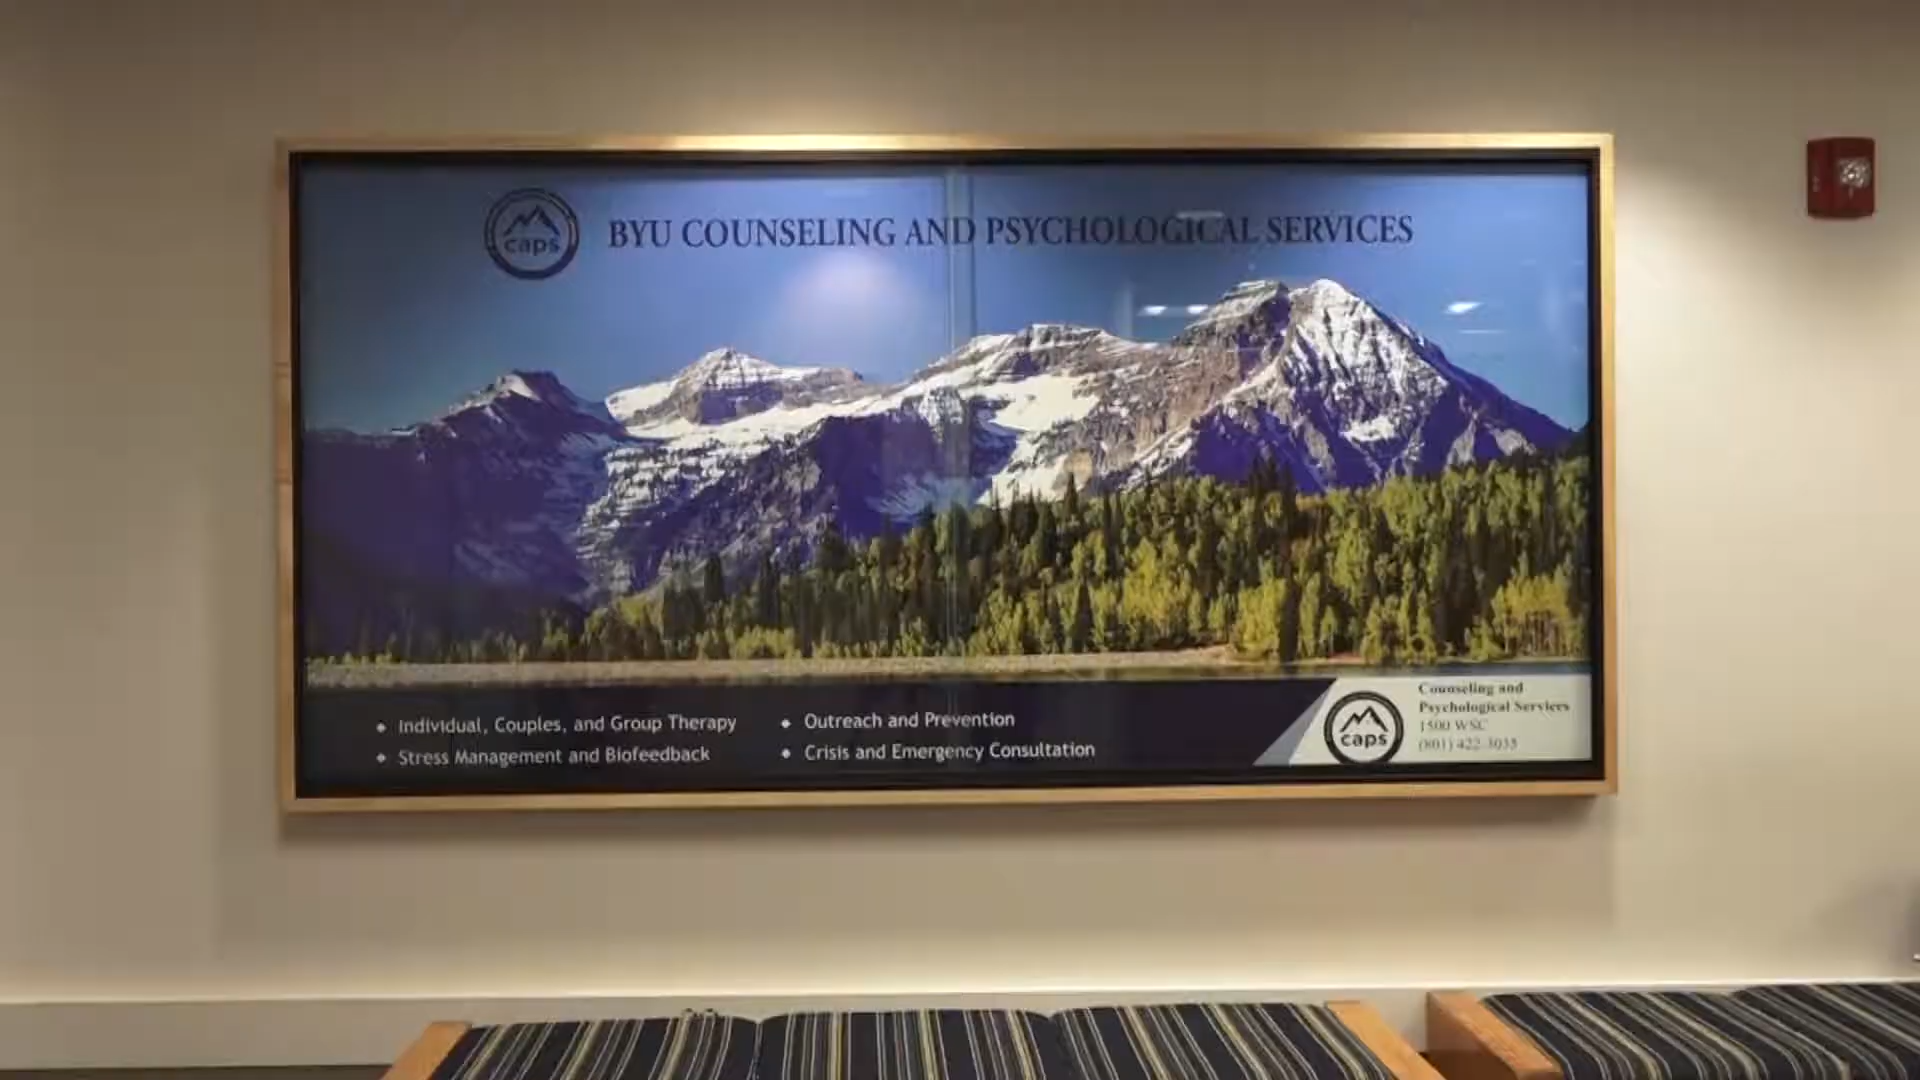 caps
BYU COUNSELING AND PSYCHOLOGICAL SERVICES
• Individual, Couples, and Group Therapy
• Stress Management and Biofeedback
• Outreach and Prevention
• Crisis and Emergency Consultation
caps
Counseling and
Psychological Services
1500 WSC
(801) 422-3035